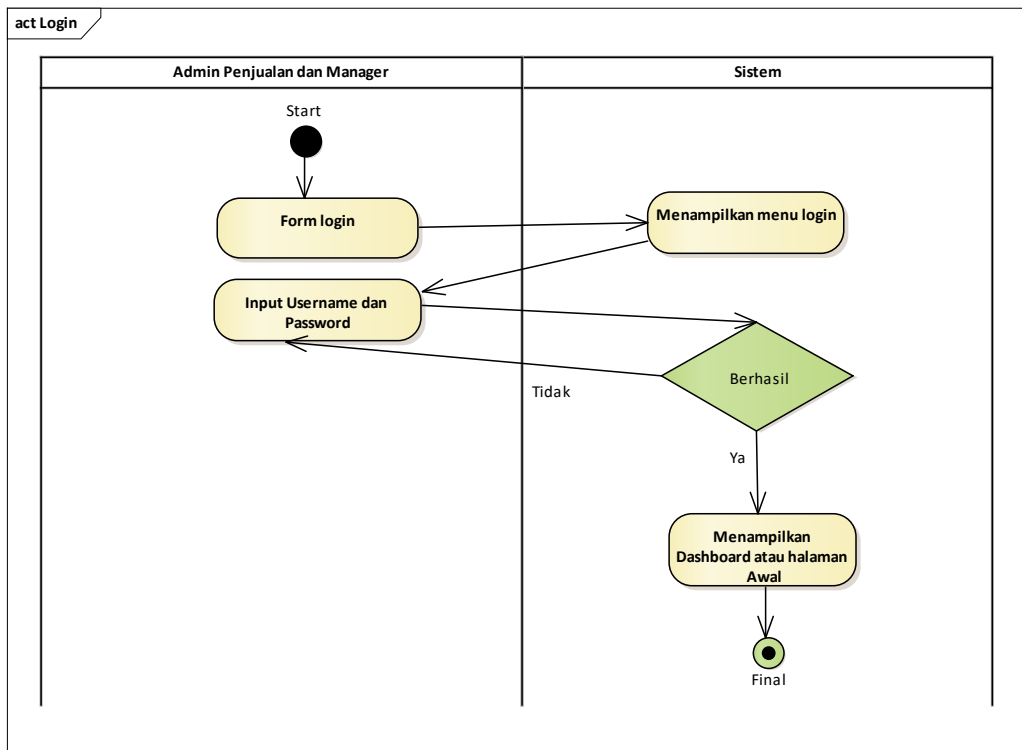 act Login
Admin Penjualan dan Manager
Sistem
Start
Form login
Menampilkan menu login
Input Username dan
Password
Berhasil
Tidak
Ya
Menampilkan
Dashboard atau halaman
Awal
Final